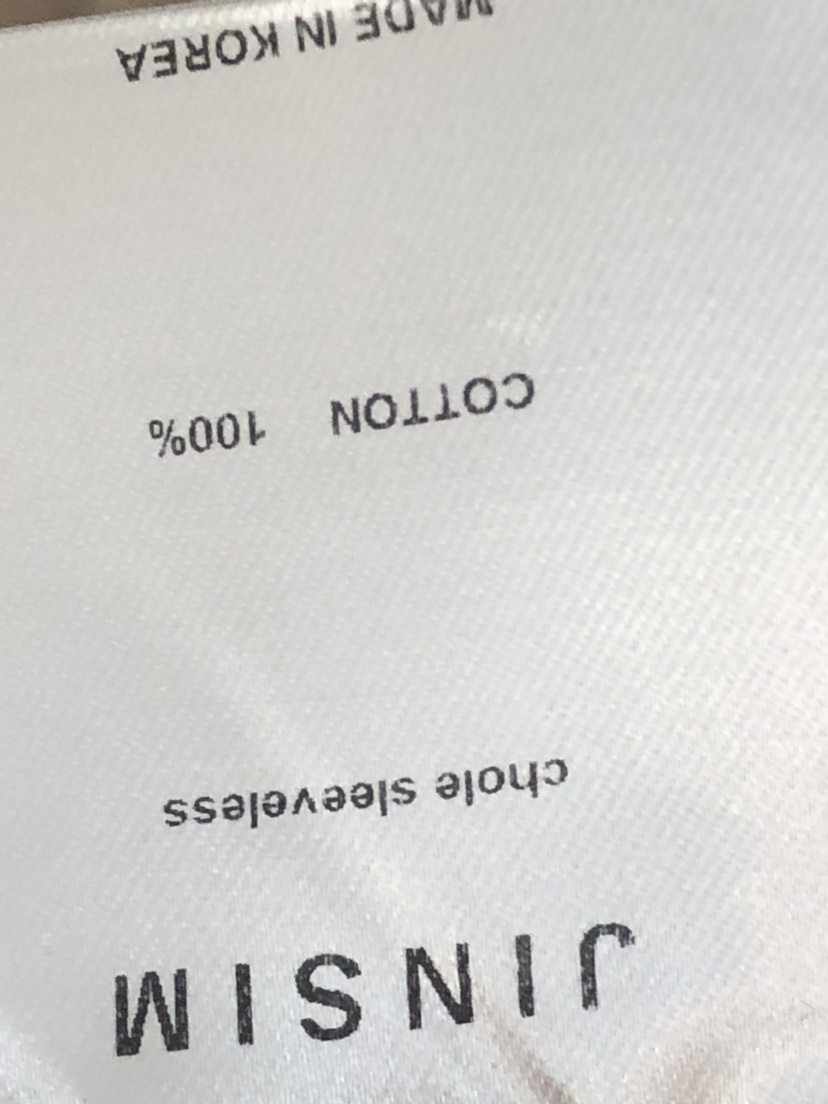 JINSIM
chole sleeveless
COTTON 100%
MADE IN KOREA